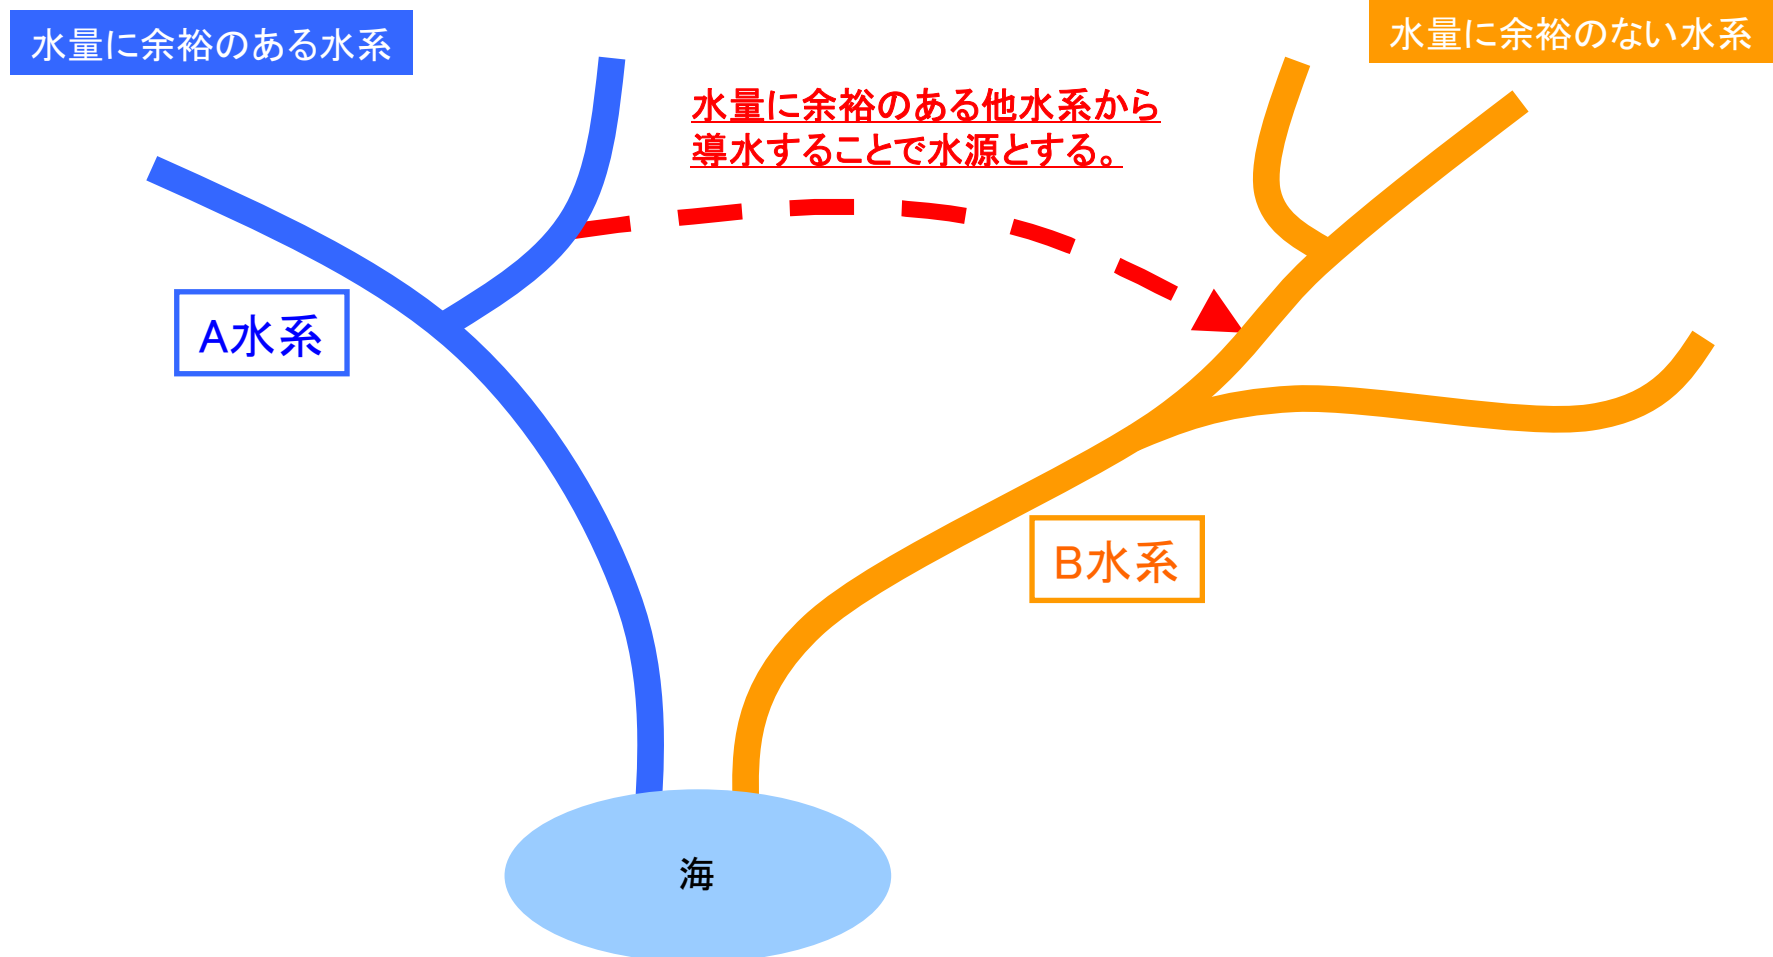 水量に余裕のある水系
水量に余裕のない水系
水量に余裕のある他水系から
導水することで水源とする。
A水系
B水系
海